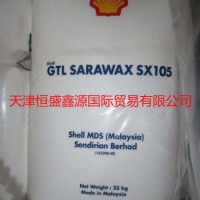 Shell
GTL SARAWAX SX105
天津恒盛鑫源国际贸易有限公司
Shell MDS (Malaysia)
Sendirian Berhad
Net Weight : 25 kg
Made in Malaysia